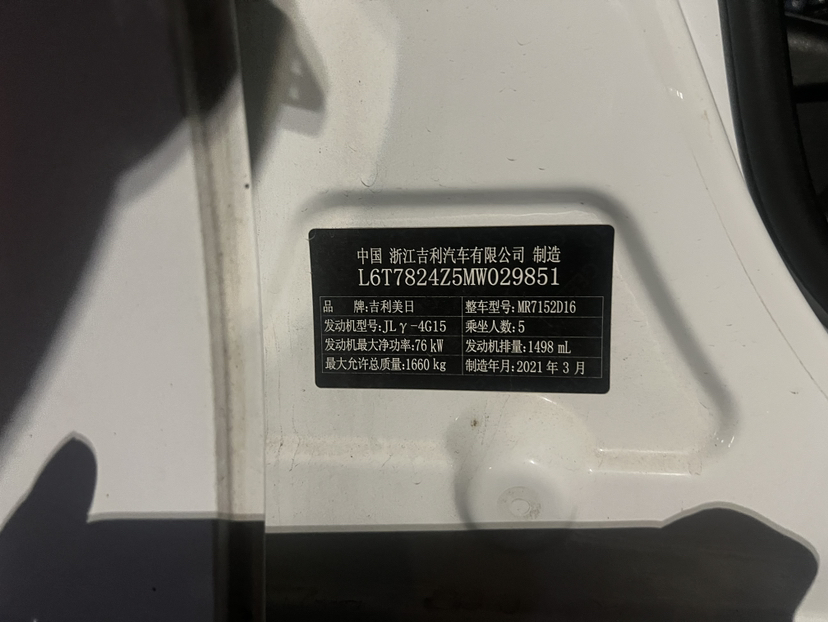 中国 浙江吉利汽车有限公司 制造
L6T7824Z5MW029851
品 牌:吉利美日 整车型号:MR7152D16
发动机型号:JLγ-4G15 乘坐人数:5
发动机最大净功率:76 kW 发动机排量:1498 mL
最大允许总质量:1660 kg 制造年月:2021 年 3 月